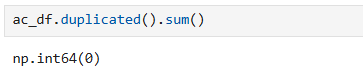 ac_df.duplicated().sum()
np.int64(0)